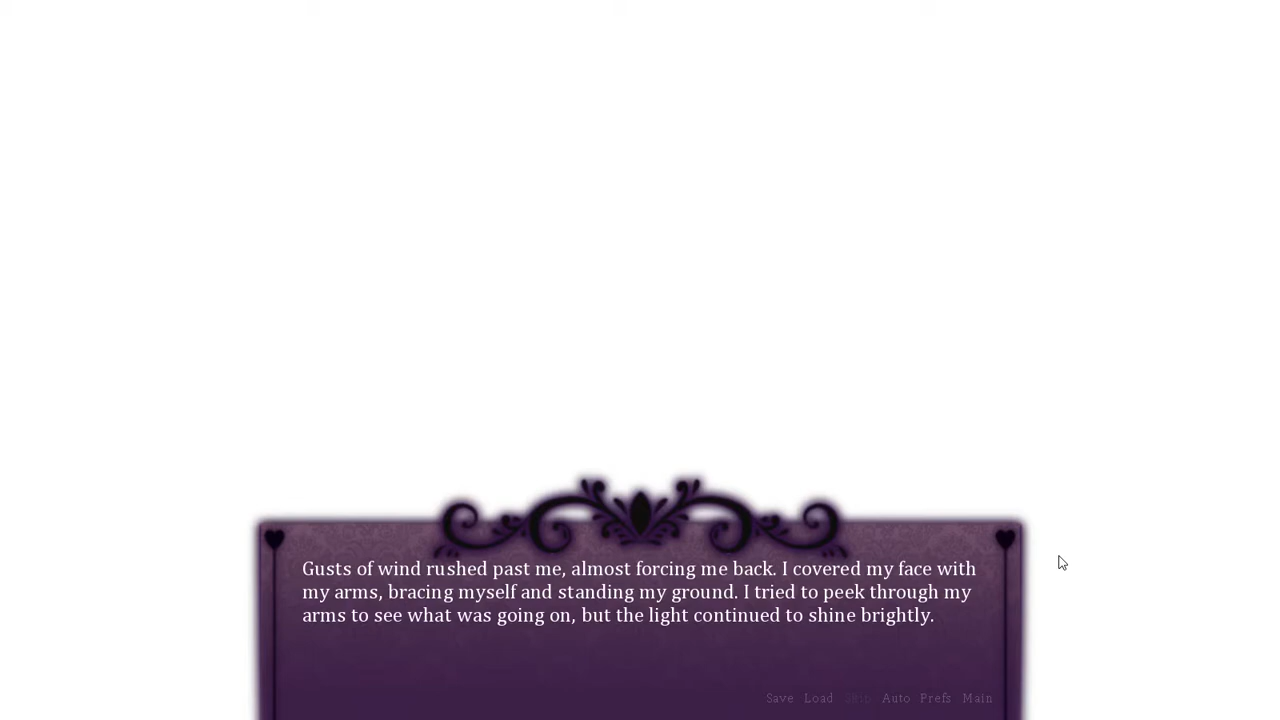 Gusts of wind rushed past me, almost forcing me back. I covered my face with
my arms, bracing myself and standing my ground. I tried to peek through my
arms to see what was going on, but the light continued to shine brightly.
Save Load Skip Auto Prefs Main